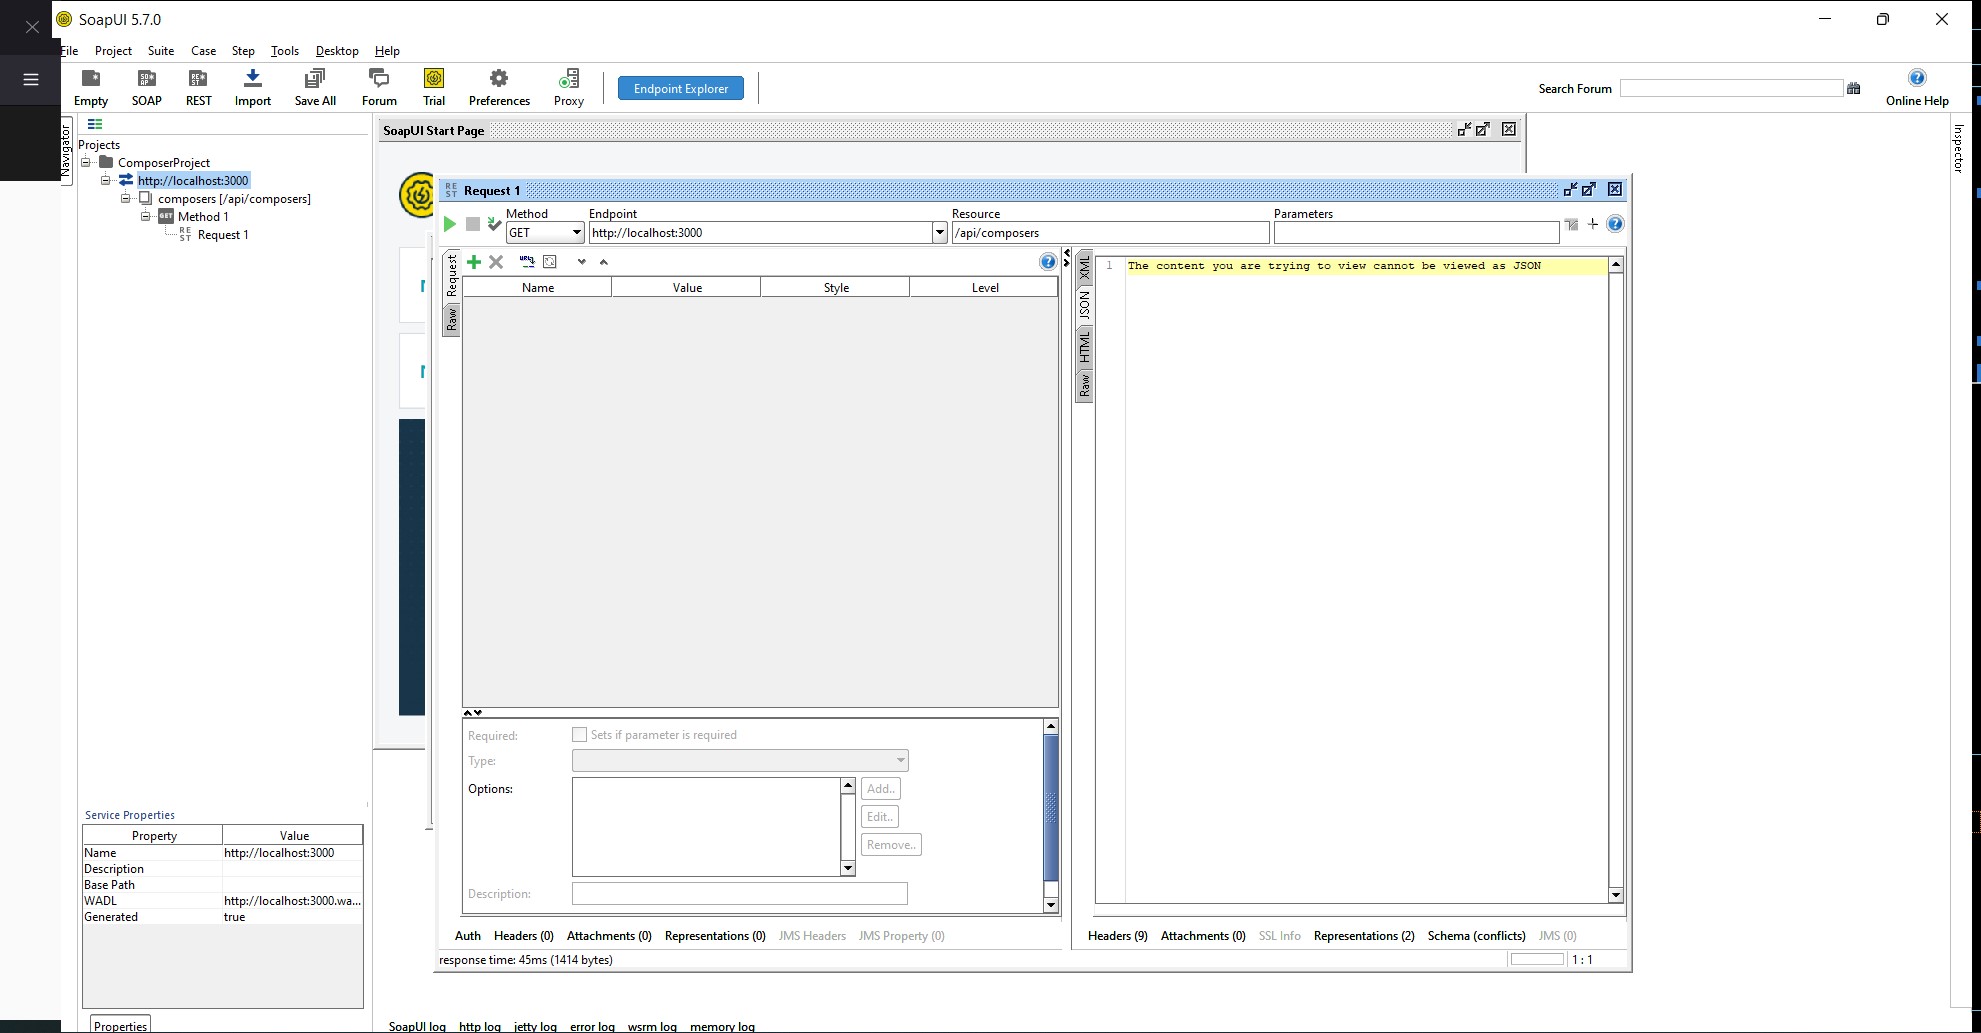 SoapUI 5.7.0
File Project Suite Case Step Tools Desktop Help
Empty SOAP REST Import Save All Forum Trial Preferences Proxy Endpoint Explorer Search Forum Online Help
Navigator
Inspector
Projects
ComposerProject
http://localhost:3000
composers [/api/composers]
GET Method 1
REST Request 1
SoapUI Start Page
REST Request 1
Method Endpoint Resource Parameters
GET http://localhost:3000 /api/composers
Request
Raw
Name Value Style Level
XML
JSON
HTML
Raw
1 The content you are trying to view cannot be viewed as JSON
Required: Sets if parameter is required
Type:
Options: Add..
Edit..
Remove..
Description:
Auth Headers (0) Attachments (0) Representations (0) JMS Headers JMS Property (0)
Headers (9) Attachments (0) SSL Info Representations (2) Schema (conflicts) JMS (0)
response time: 45ms (1414 bytes) 1 : 1
Service Properties
Property Value
Name http://localhost:3000
Description
Base Path
WADL http://localhost:3000.wa...
Generated true
Properties
SoapUI log http log jetty log error log wsrm log memory log